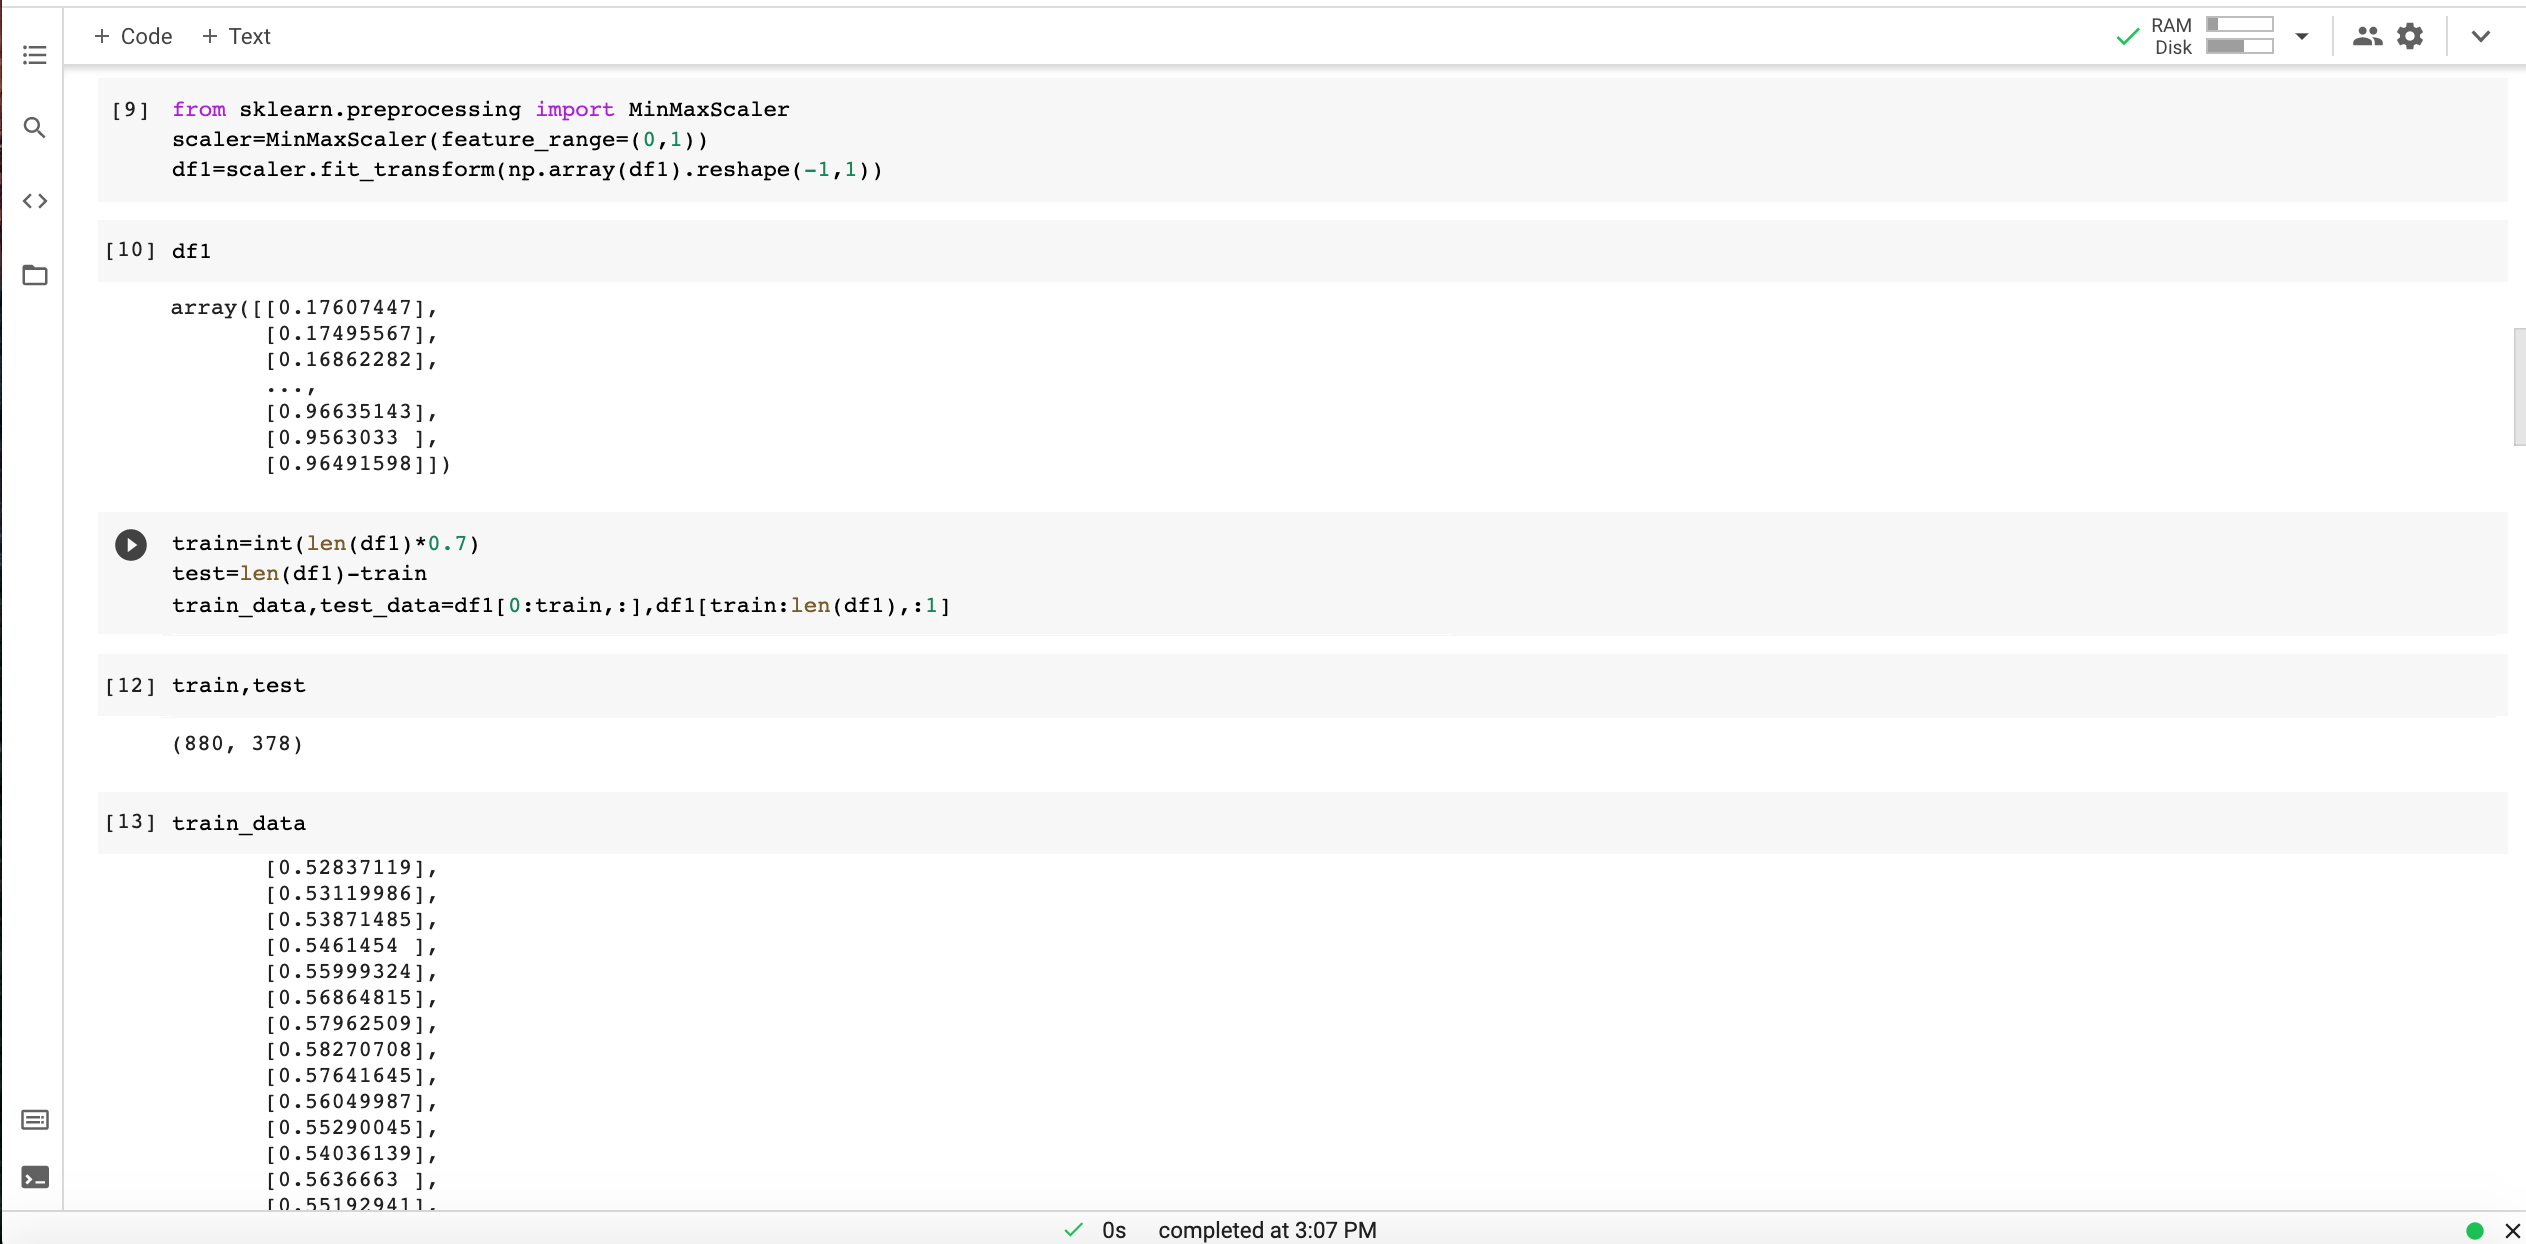 + Code + Text
RAM
Disk
[9] from sklearn.preprocessing import MinMaxScaler
scaler=MinMaxScaler(feature_range=(0,1))
df1=scaler.fit_transform(np.array(df1).reshape(-1,1))
[10] df1
array([[0.17607447],
[0.17495567],
[0.16862282],
...,
[0.96635143],
[0.9563033 ],
[0.96491598]])
train=int(len(df1)*0.7)
test=len(df1)-train
train_data,test_data=df1[0:train,:],df1[train:len(df1),:1]
[12] train,test
(880, 378)
[13] train_data
[0.52837119],
[0.53119986],
[0.53871485],
[0.5461454 ],
[0.55999324],
[0.56864815],
[0.57962509],
[0.58270708],
[0.57641645],
[0.56049987],
[0.55290045],
[0.54036139],
[0.5636663 ],
[0.55192941],
0s completed at 3:07 PM